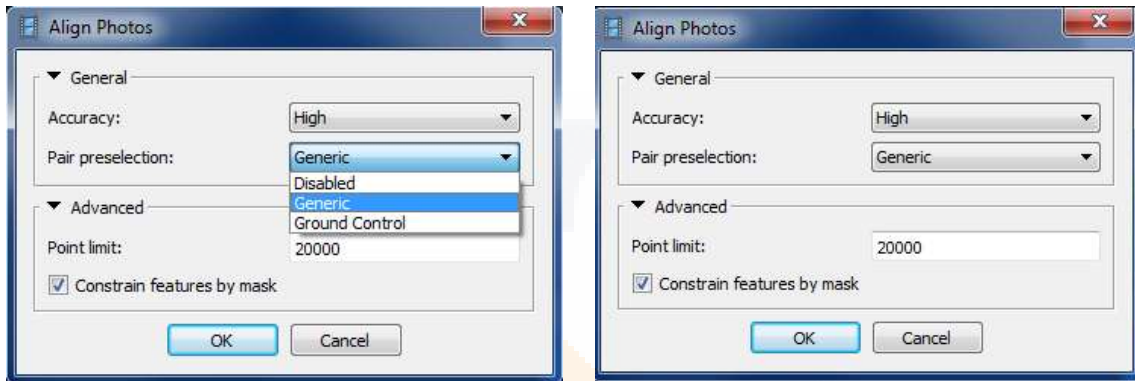 Align Photos
General
Accuracy: High
Pair preselection: Generic
Disabled
Generic
Ground Control
Advanced
Point limit: 20000
Constrain features by mask
OK Cancel
Align Photos
General
Accuracy: High
Pair preselection: Generic
Advanced
Point limit: 20000
Constrain features by mask
OK Cancel